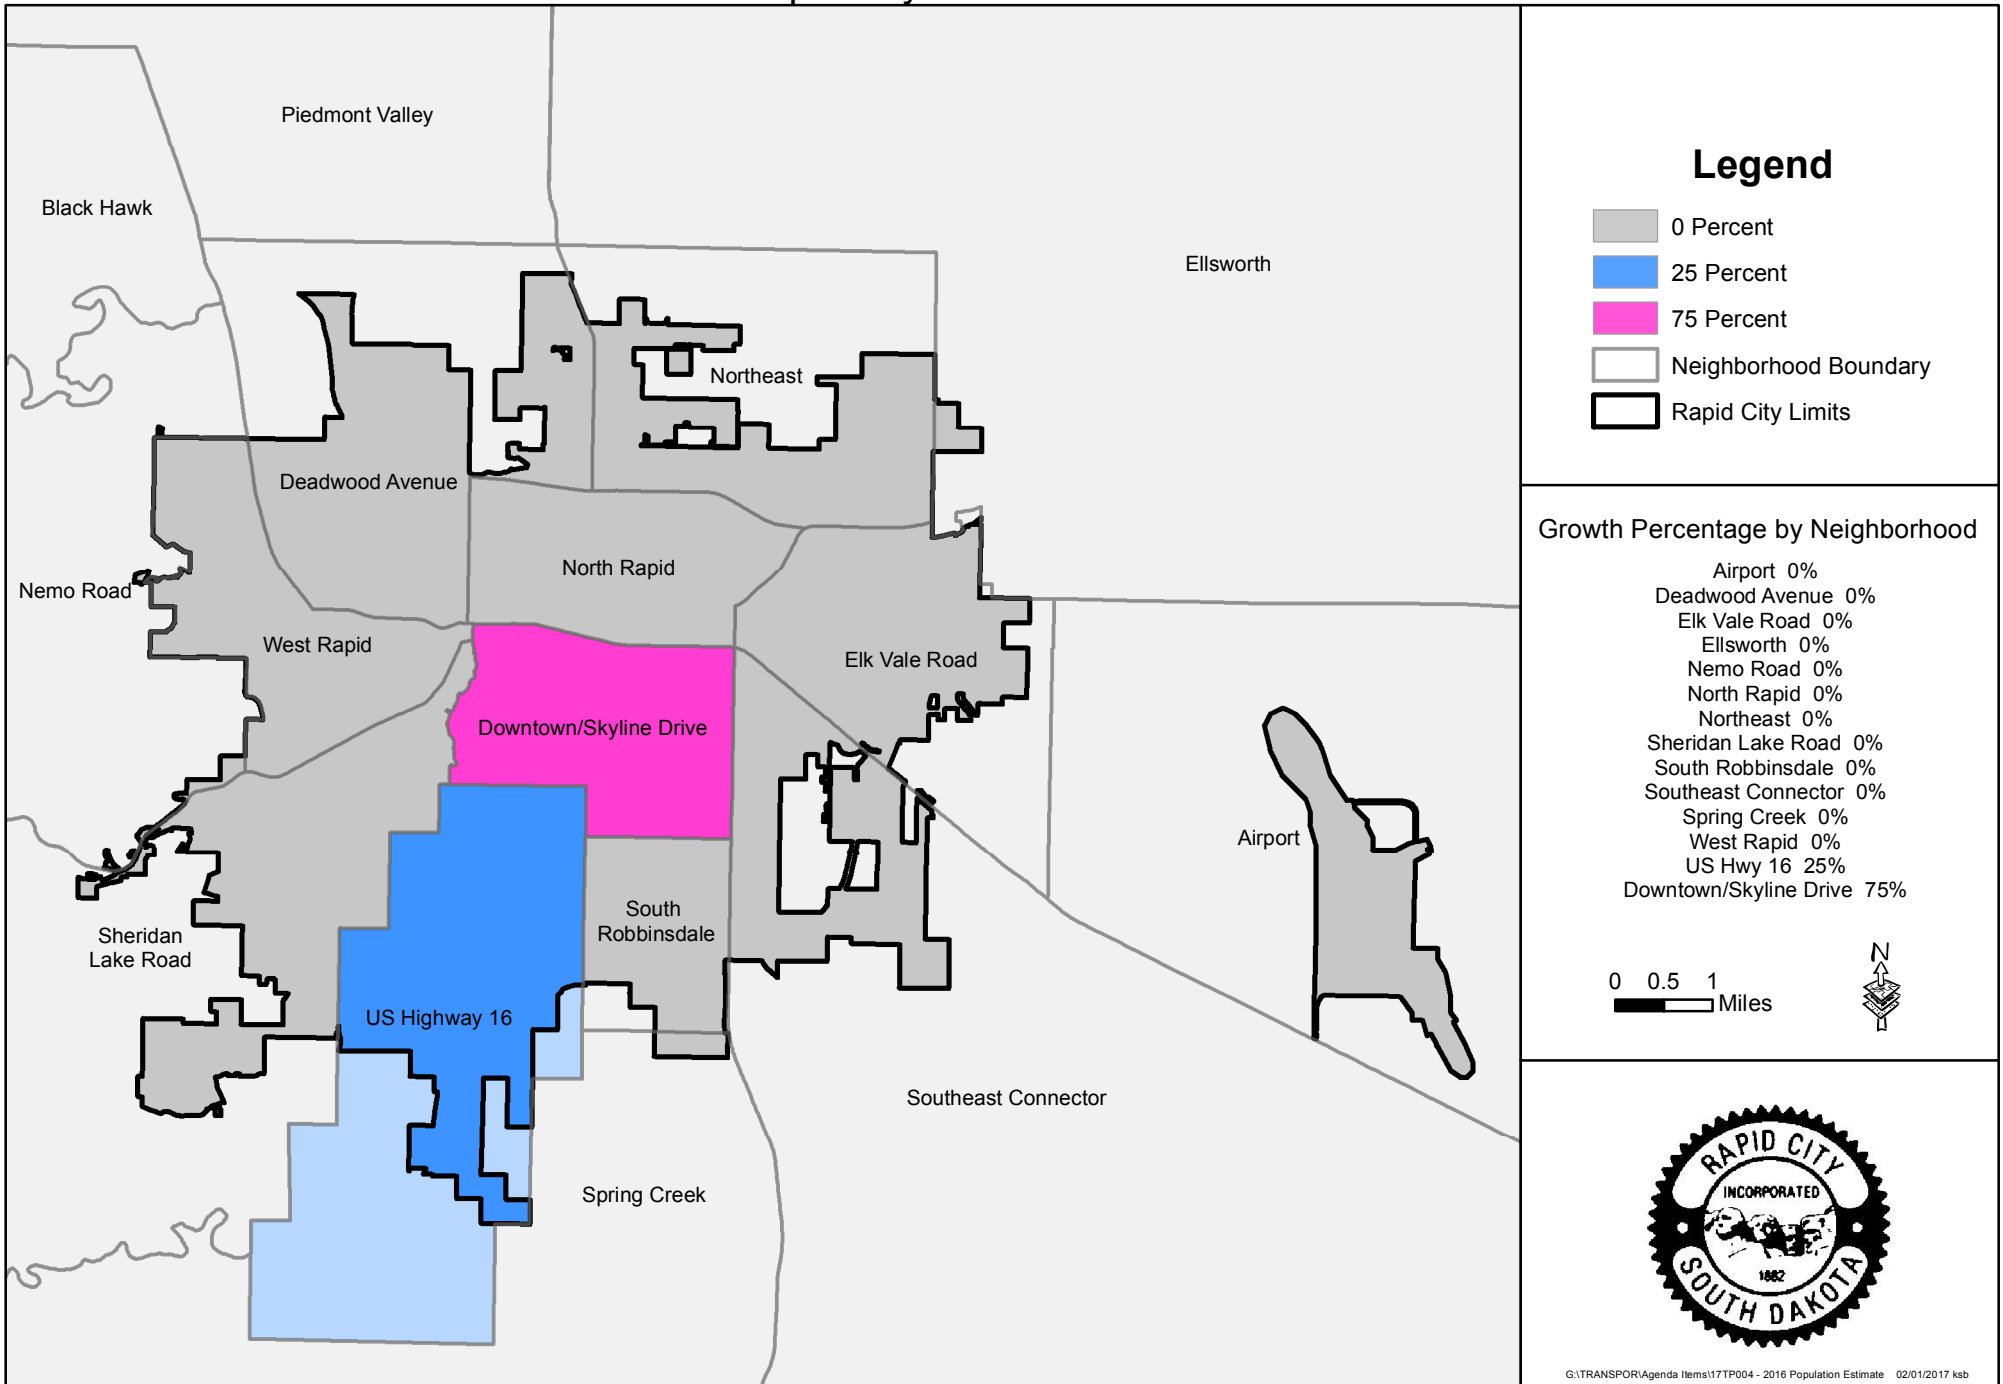 Piedmont Valley
Black Hawk
Ellsworth
Northeast
Deadwood Avenue
North Rapid
Nemo Road
West Rapid
Elk Vale Road
Downtown/Skyline Drive
Airport
South
Robbinsdale
Sheridan
Lake Road
US Highway 16
Southeast Connector
Spring Creek
Legend
0 Percent
25 Percent
75 Percent
Neighborhood Boundary
Rapid City Limits
Growth Percentage by Neighborhood
Airport 0%
Deadwood Avenue 0%
Elk Vale Road 0%
Ellsworth 0%
Nemo Road 0%
North Rapid 0%
Northeast 0%
Sheridan Lake Road 0%
South Robbinsdale 0%
Southeast Connector 0%
Spring Creek 0%
West Rapid 0%
US Hwy 16 25%
Downtown/Skyline Drive 75%
N
0 0.5 1
Miles
RAPID CITY
INCORPORATED
1882
SOUTH DAKOTA
G:\TRANSPOR\Agenda Items\17TP004 - 2016 Population Estimate 02/01/2017 ksb